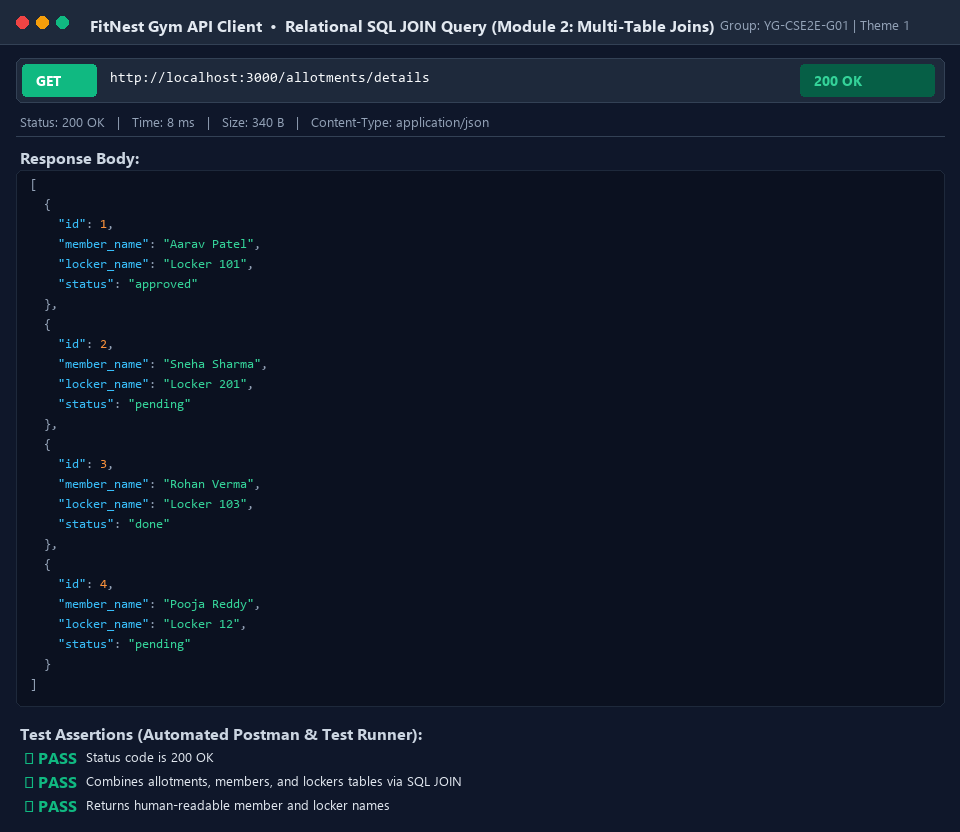 FitNest Gym API Client • Relational SQL JOIN Query (Module 2: Multi-Table Joins) Group: YG-CSE2E-G01 | Theme 1
GET http://localhost:3000/allotments/details 200 OK
Status: 200 OK | Time: 8 ms | Size: 340 B | Content-Type: application/json
Response Body:
[
  {
    "id": 1,
    "member_name": "Aarav Patel",
    "locker_name": "Locker 101",
    "status": "approved"
  },
  {
    "id": 2,
    "member_name": "Sneha Sharma",
    "locker_name": "Locker 201",
    "status": "pending"
  },
  {
    "id": 3,
    "member_name": "Rohan Verma",
    "locker_name": "Locker 103",
    "status": "done"
  },
  {
    "id": 4,
    "member_name": "Pooja Reddy",
    "locker_name": "Locker 12",
    "status": "pending"
  }
]
Test Assertions (Automated Postman & Test Runner):
PASS Status code is 200 OK
PASS Combines allotments, members, and lockers tables via SQL JOIN
PASS Returns human-readable member and locker names